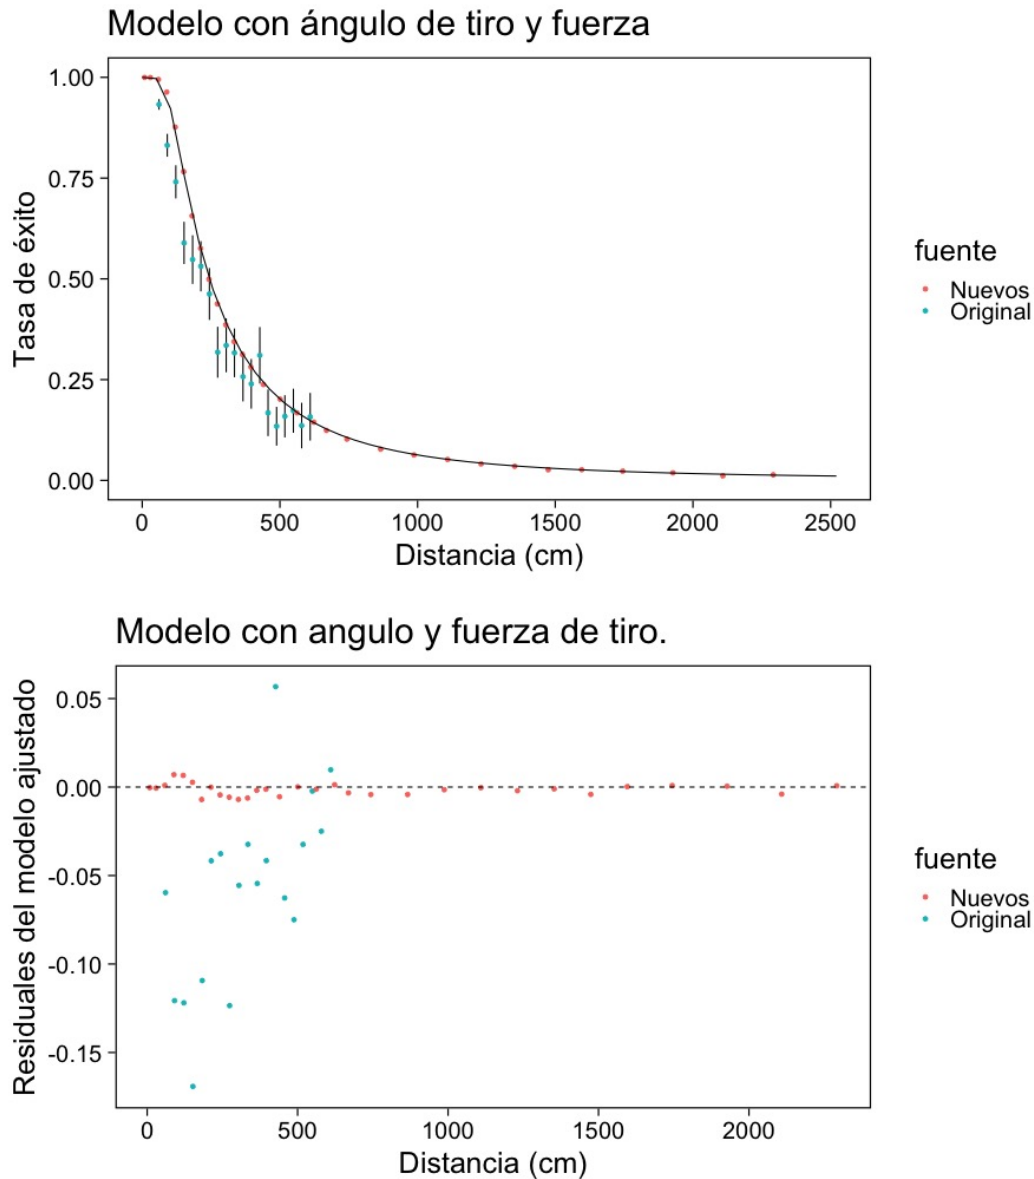 Modelo con ángulo de tiro y fuerza
1.00
0.75
0.50
0.25
0.00
Tasa de éxito
0
500
1000
1500
2000
2500
Distancia (cm)
fuente
Nuevos
Original
Modelo con angulo y fuerza de tiro.
0.05
0.00
-0.05
-0.10
-0.15
Residuales del modelo ajustado
0
500
1000
1500
2000
Distancia (cm)
fuente
Nuevos
Original